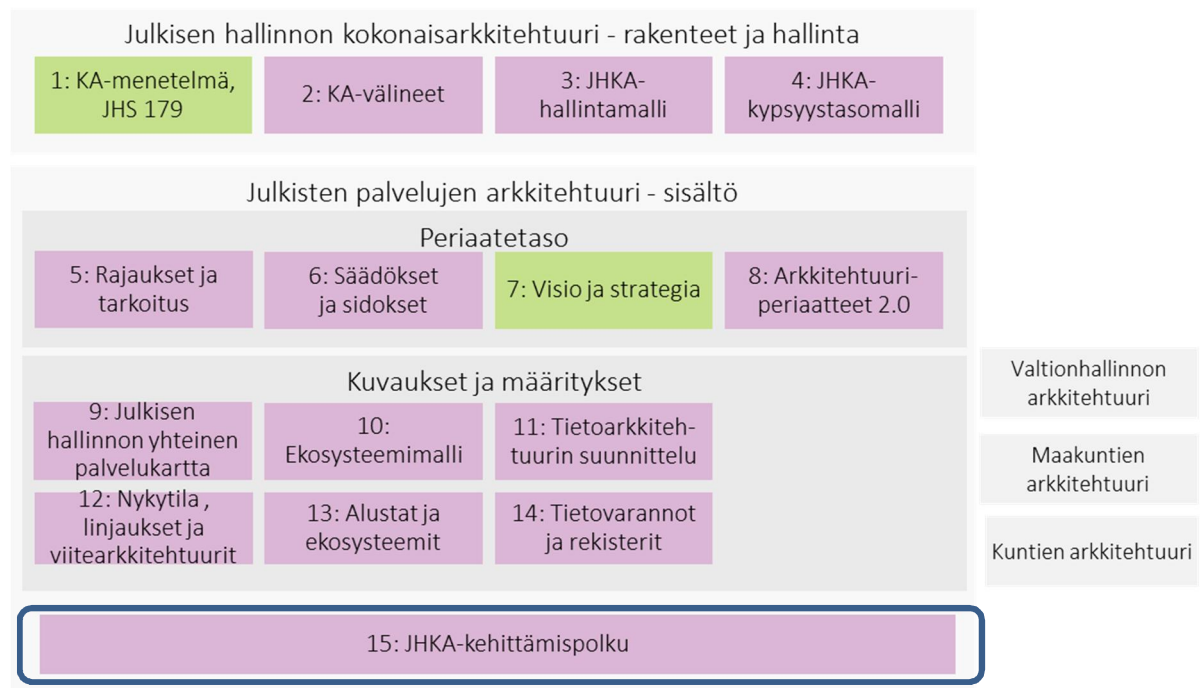 Julkisen hallinnon kokonaisarkkitehtuuri - rakenteet ja hallinta
1: KA-menetelmä,
JHS 179
2: KA-välineet
3: JHKA-
hallintamalli
4: JHKA-
kypsyystasomalli
Julkisten palvelujen arkkitehtuuri - sisältö
Periaatetaso
5: Rajaukset ja
tarkoitus
6: Säädökset
ja sidokset
7: Visio ja strategia
8: Arkkitehtuuri-
periaatteet 2.0
Kuvaukset ja määritykset
9: Julkisen
hallinnon yhteinen
palvelukartta
10:
Ekosysteemimalli
11: Tietoarkkiteh-
tuurin suunnittelu
12: Nykytila ,
linjaukset ja
viitearkkitehtuurit
13: Alustat ja
ekosysteemit
14: Tietovarannot
ja rekisterit
15: JHKA-kehittämispolku
Valtionhallinnon
arkkitehtuuri
Maakuntien
arkkitehtuuri
Kuntien arkkitehtuuri